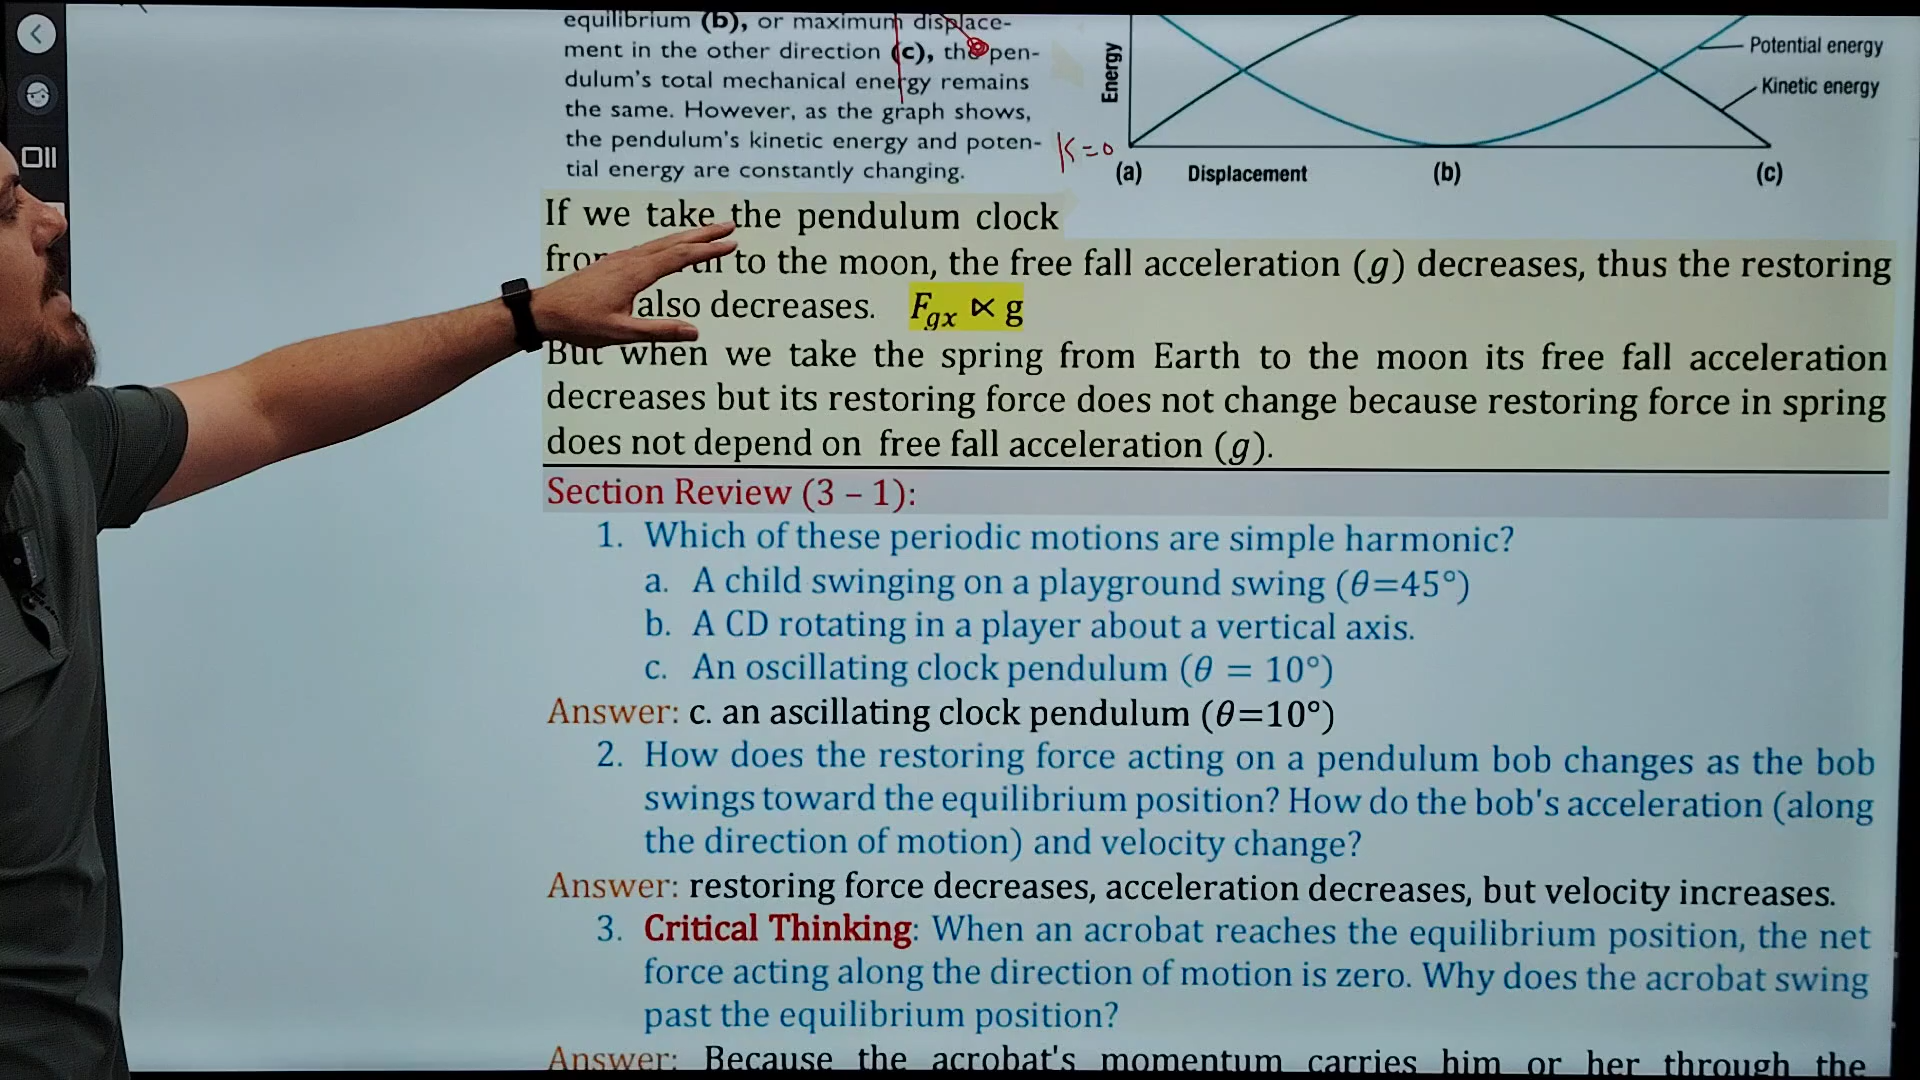 equilibrium (b), or maximum displace-
ment in the other direction (c), the pen-
dulum's total mechanical energy remains
the same. However, as the graph shows,
the pendulum's kinetic energy and poten-
tial energy are constantly changing.
K=0
Energy
Potential energy
Kinetic energy
(a) Displacement (b) (c)
If we take the pendulum clock
to the moon, the free fall acceleration (g) decreases, thus the restoring
also decreases. Fgx ∝ g
But when we take the spring from Earth to the moon its free fall acceleration
decreases but its restoring force does not change because restoring force in spring
does not depend on free fall acceleration (g).
Section Review (3 – 1):
1. Which of these periodic motions are simple harmonic?
a. A child swinging on a playground swing (θ=45°)
b. A CD rotating in a player about a vertical axis.
c. An oscillating clock pendulum (θ = 10°)
Answer: c. an ascillating clock pendulum (θ=10°)
2. How does the restoring force acting on a pendulum bob changes as the bob
swings toward the equilibrium position? How do the bob's acceleration (along
the direction of motion) and velocity change?
Answer: restoring force decreases, acceleration decreases, but velocity increases.
3. Critical Thinking: When an acrobat reaches the equilibrium position, the net
force acting along the direction of motion is zero. Why does the acrobat swing
past the equilibrium position?
Answer: Because the acrobat's momentum carries him or her through the